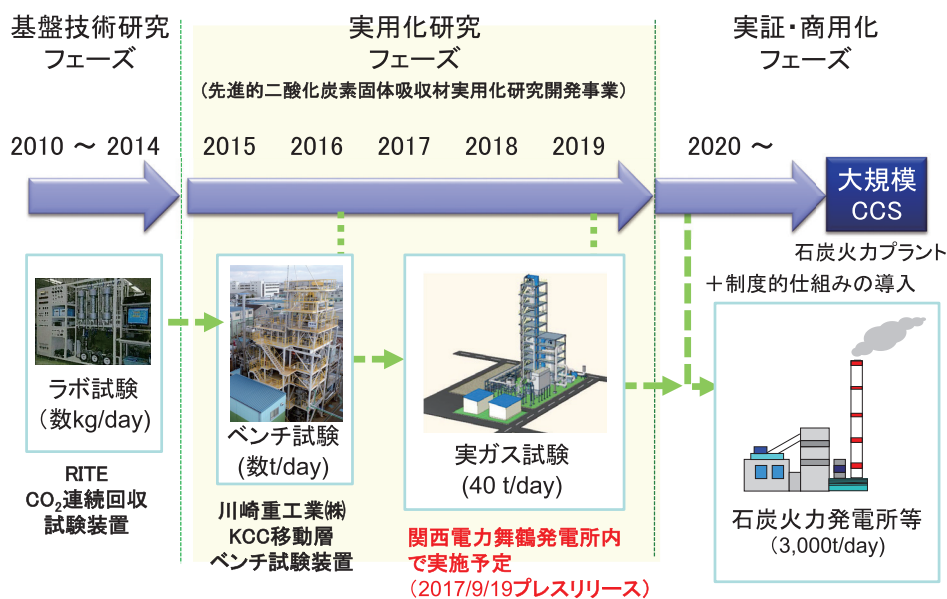 基盤技術研究
フェーズ
実用化研究
フェーズ
(先進的二酸化炭素固体吸収材実用化研究開発事業)
実証・商用化
フェーズ
2010 ～ 2014
2015 2016 2017 2018 2019
2020 ～
大規模
CCS
石炭火力プラント
＋制度的仕組みの導入
ラボ試験
(数kg/day)
RITE
CO₂連続回収
試験装置
ベンチ試験
(数t/day)
川崎重工業㈱
KCC移動層
ベンチ試験装置
実ガス試験
(40 t/day)
関西電力舞鶴発電所内
で実施予定
（2017/9/19プレスリリース）
石炭火力発電所等
(3,000t/day)